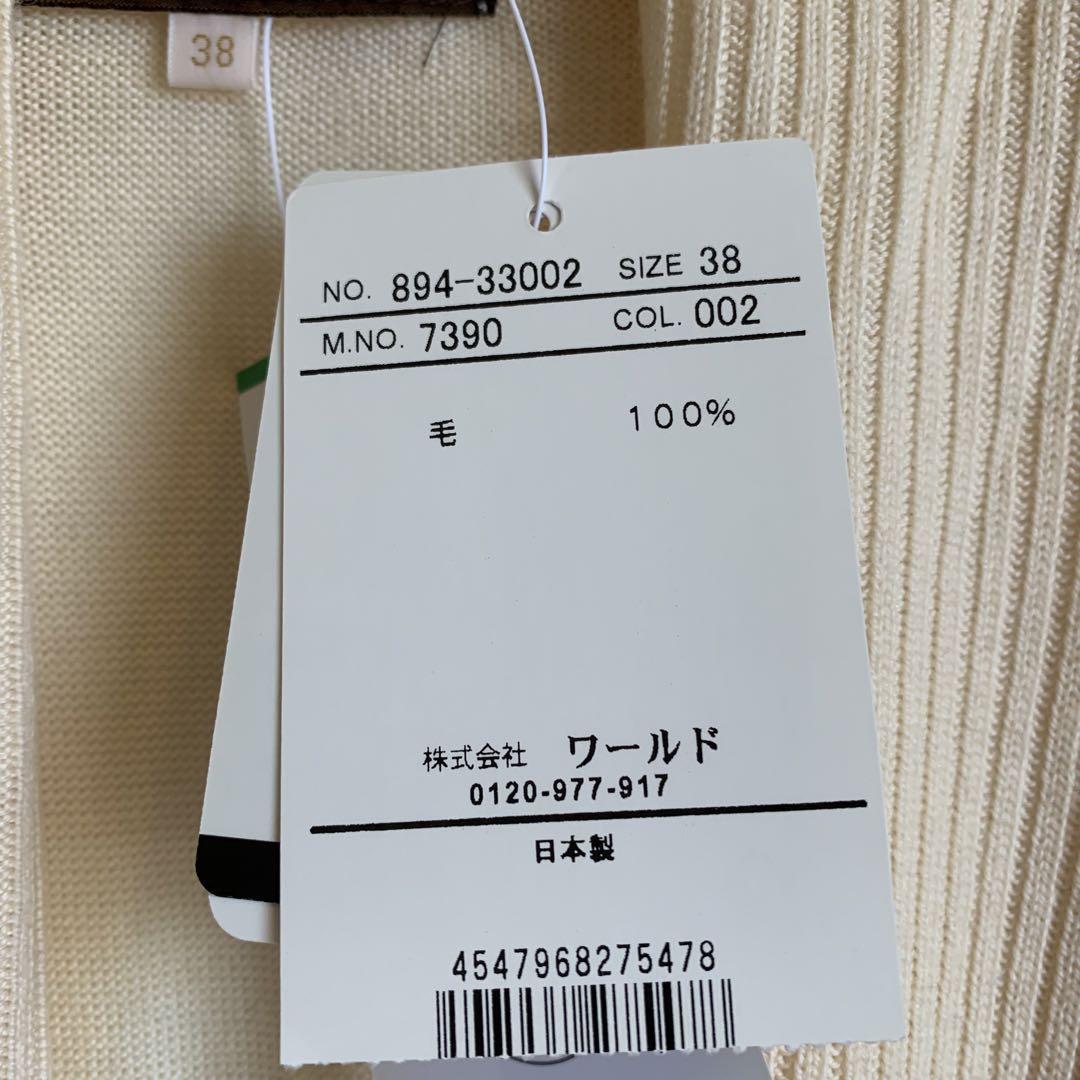 38
NO. 894-33002 SIZE 38
M.NO. 7390 COL. 002
毛 100%
株式会社 ワールド
0120-977-917
日本製
4547968275478